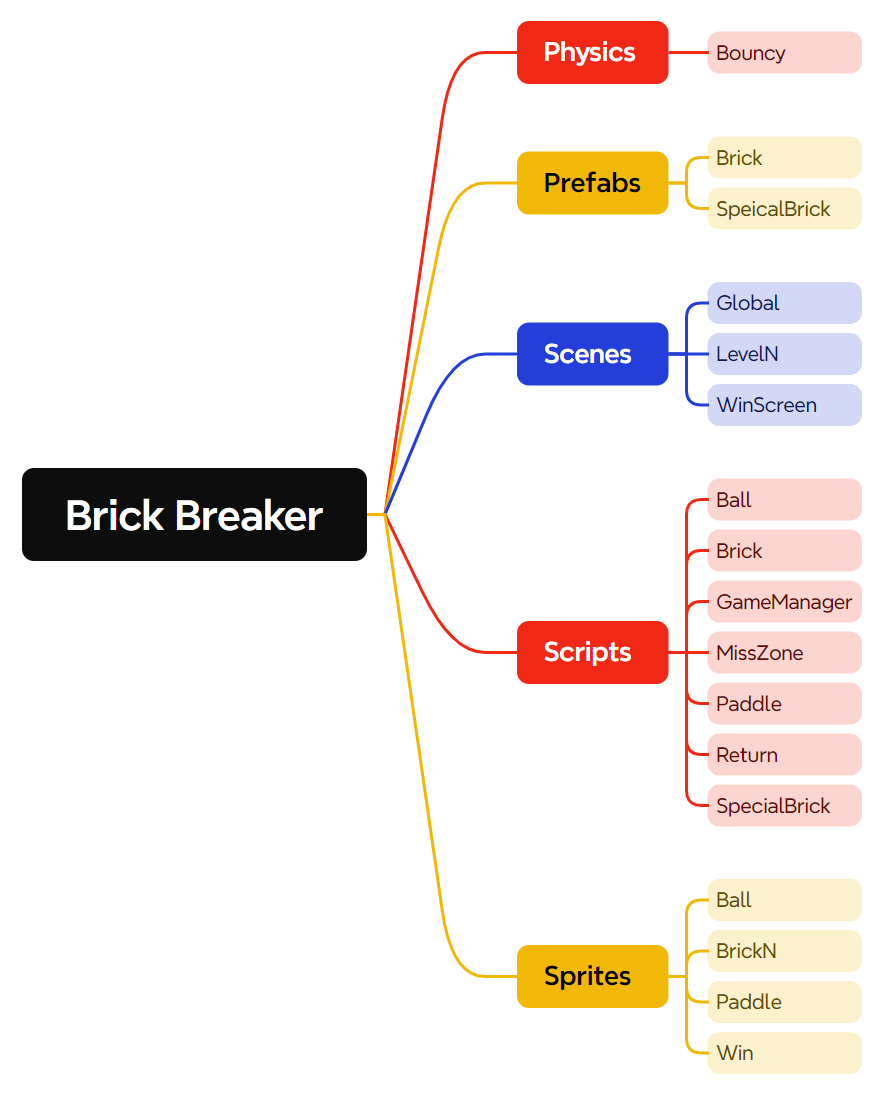 Brick Breaker
Physics
Bouncy
Prefabs
Brick
SpeicalBrick
Scenes
Global
LevelN
WinScreen
Scripts
Ball
Brick
GameManager
MissZone
Paddle
Return
SpecialBrick
Sprites
Ball
BrickN
Paddle
Win